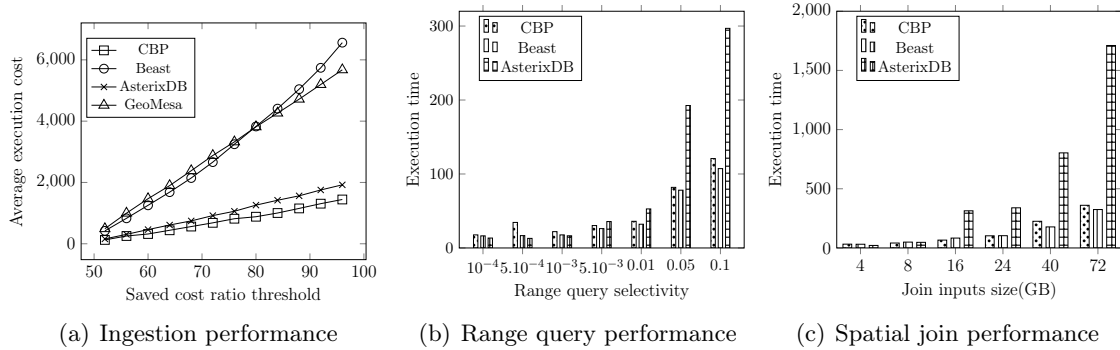 6,000
4,000
2,000
0
50
60
70
80
90
100
Average execution cost
Saved cost ratio threshold
CBP
Beast
AsterixDB
GeoMesa
(a) Ingestion performance
300
200
100
0
10⁻⁴
5.10⁻⁴
10⁻³
5.10⁻³
0.01
0.05
0.1
Execution time
Range query selectivity
CBP
Beast
AsterixDB
(b) Range query performance
2,000
1,500
1,000
500
0
4
8
16
24
40
72
Execution time
Join inputs size(GB)
CBP
Beast
AsterixDB
(c) Spatial join performance